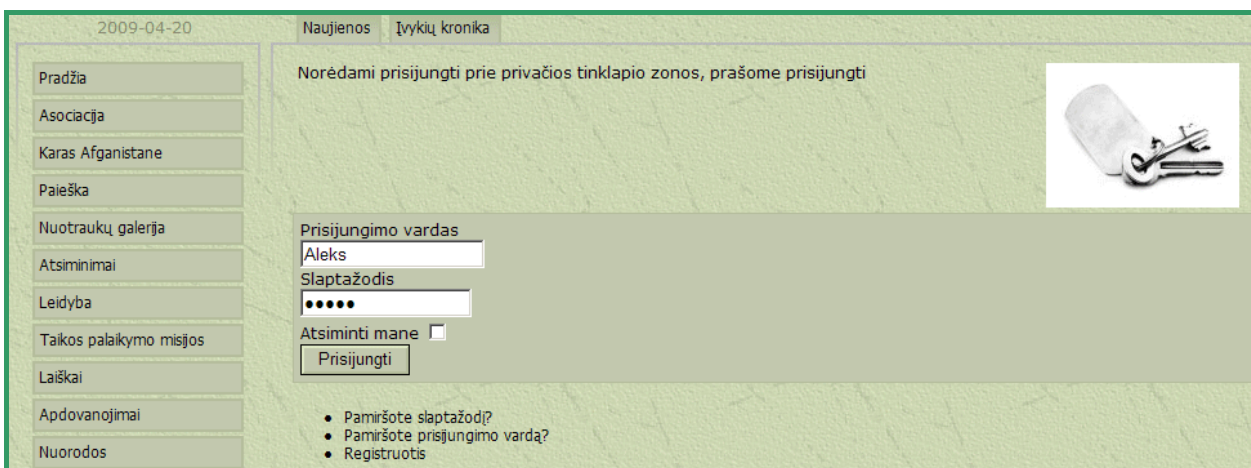 2009-04-20
Naujienos
Įvykių kronika
Pradžia
Asociacija
Karas Afganistane
Paieška
Nuotraukų galerija
Atsiminimai
Leidyba
Taikos palaikymo misijos
Laiškai
Apdovanojimai
Nuorodos
Norėdami prisijungti prie privačios tinklapio zonos, prašome prisijungti
Prisijungimo vardas
Aleks
Slaptažodis
•••••
Atsiminti mane
Prisijungti
• Pamiršote slaptažodį?
• Pamiršote prisijungimo vardą?
• Registruotis